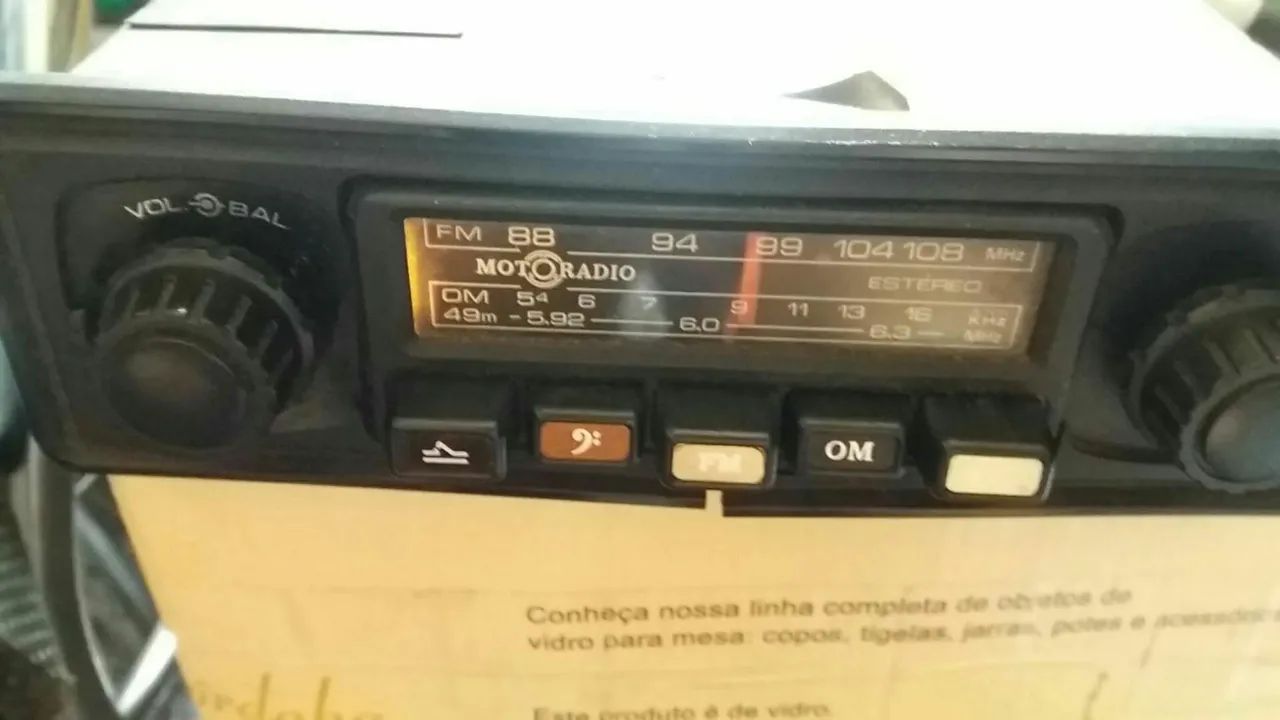 VOL BAL
FM 88 94 99 104 108 MHz
MOTORADIO
ESTÉREO
OM 54 6 7 9 11 13 16 KHz
49m - 5.92 6.0 6.3 MHz
FM OM
Conheça nossa linha completa de objetos de
vidro para mesa: copos, tigelas, jarras, potes e
Este produto é de vidro.